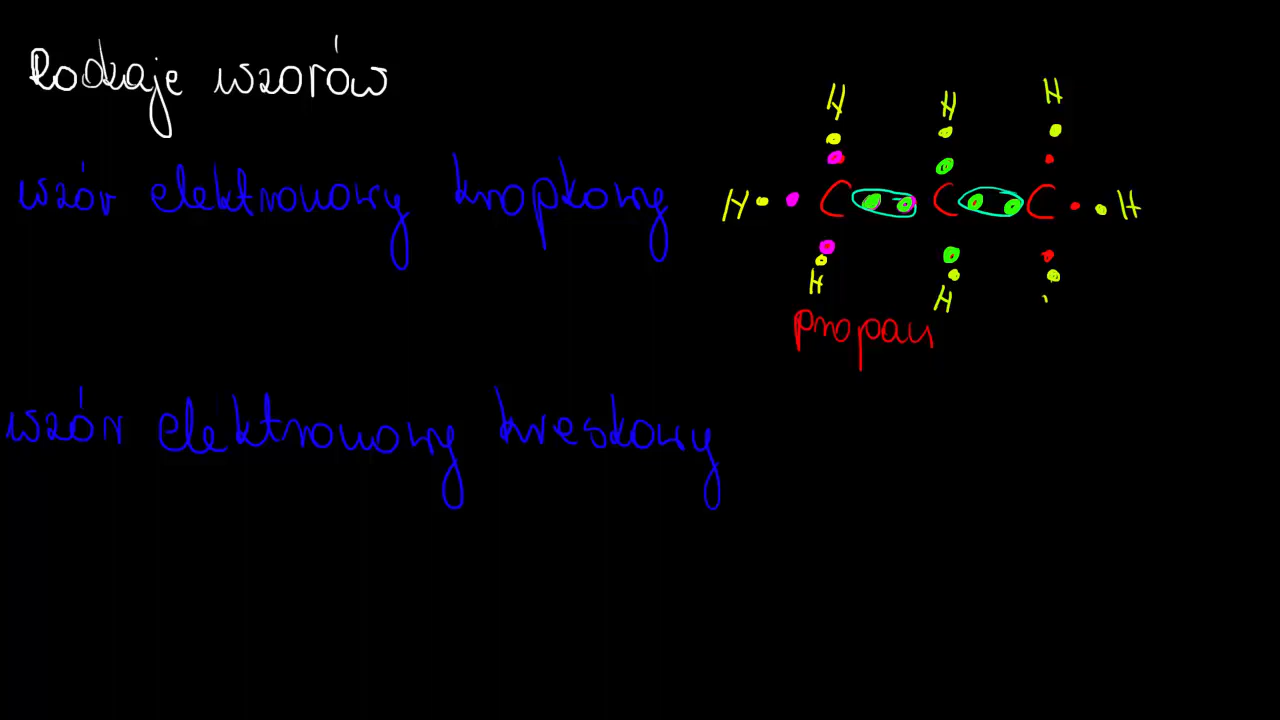 Rodzaje wzorów
wzór elektronowy kropkowy
H H H
H C C C H
H H
propan
wzór elektronowy kreskowy